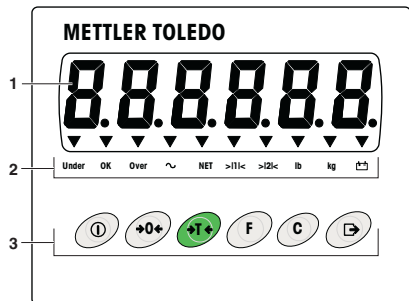 METTLER TOLEDO
1
8.8.8.8.8.8
2
Under OK Over ~ NET >|1|< >|2|< lb kg
3
→0← →T← F C